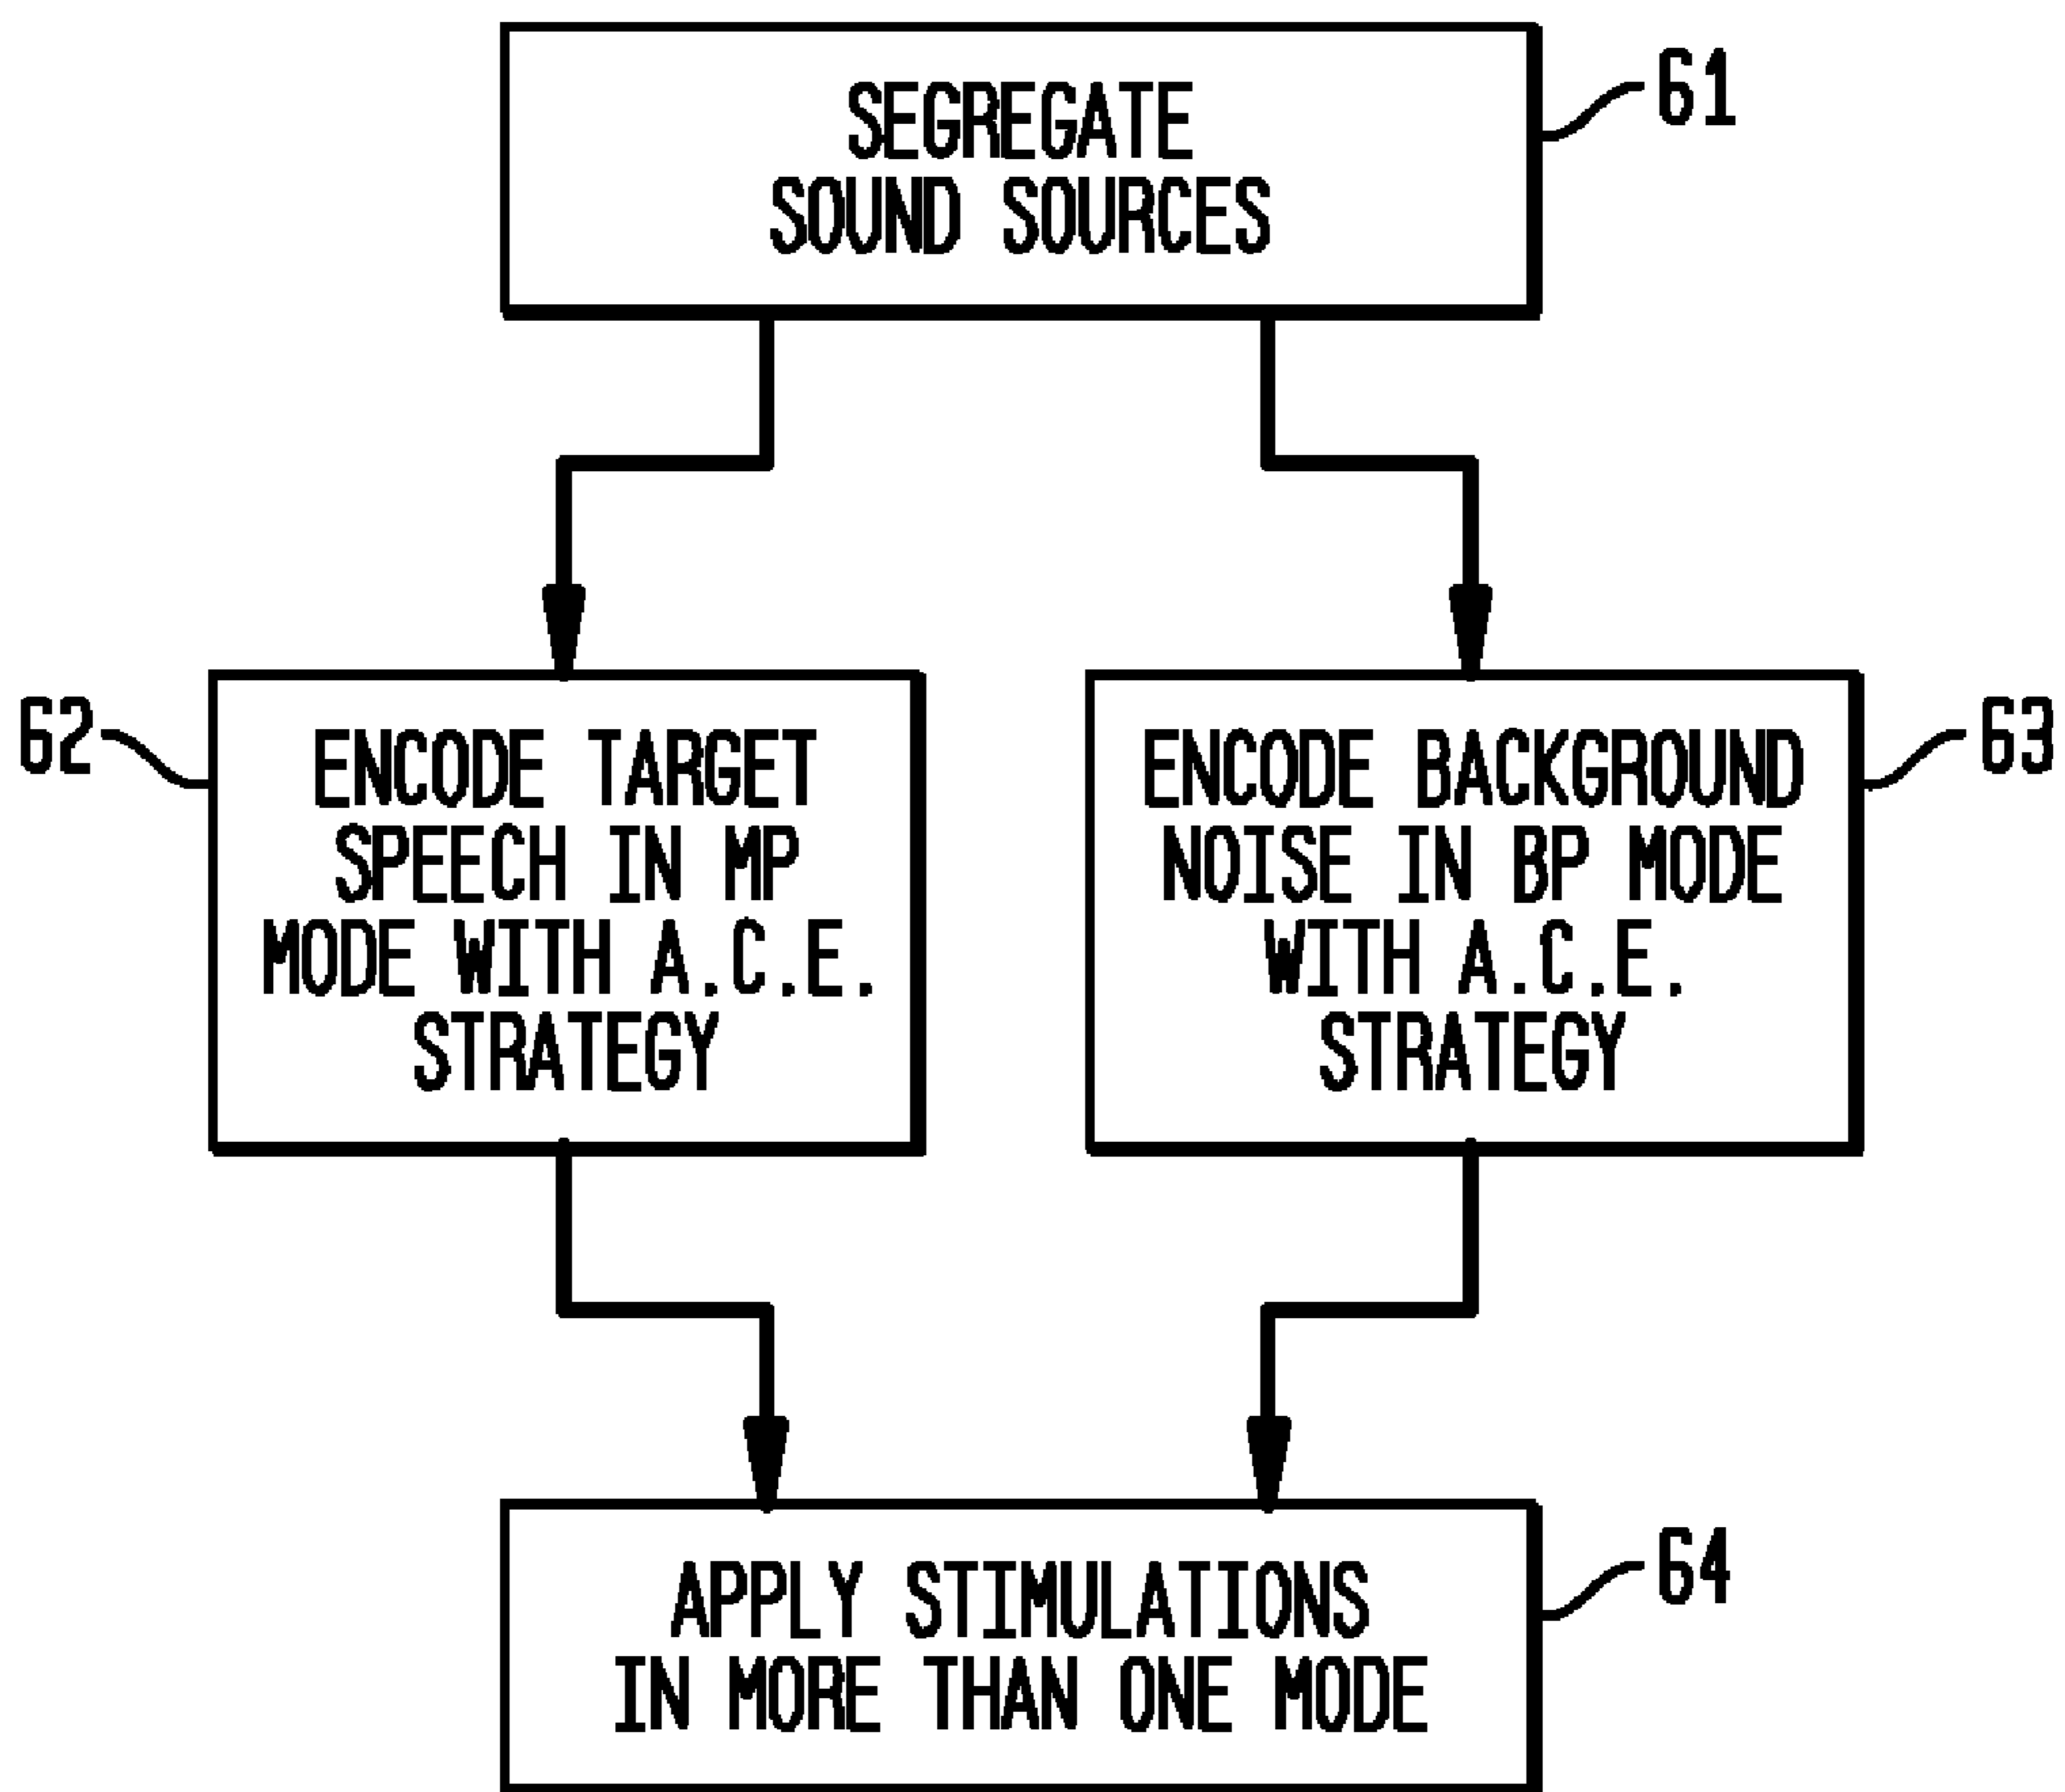 SEGREGATE
SOUND SOURCES
61
62
ENCODE TARGET
SPEECH IN MP
MODE WITH A.C.E.
STRATEGY
ENCODE BACKGROUND
NOISE IN BP MODE
WITH A.C.E.
STRATEGY
63
APPLY STIMULATIONS
IN MORE THAN ONE MODE
64